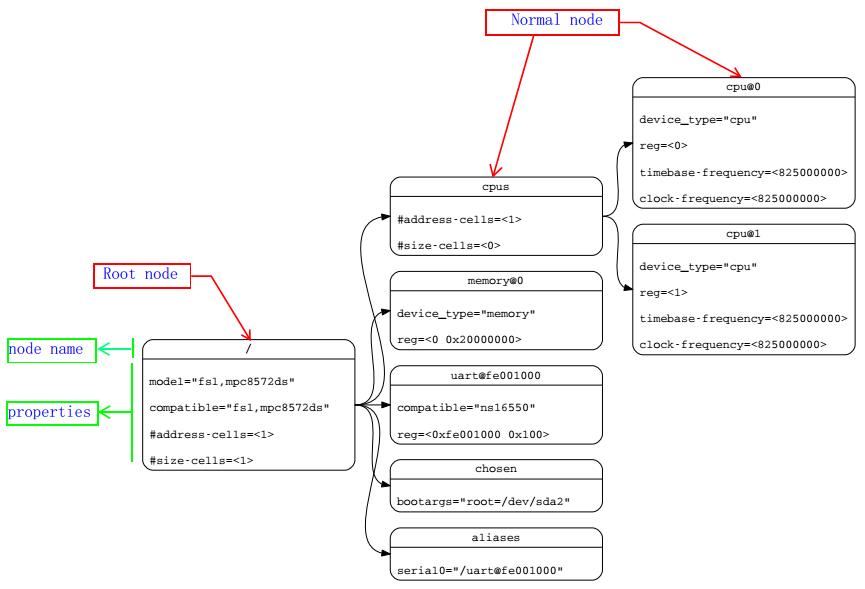 Normal node
cpu@0
device_type="cpu"
reg=<0>
timebase-frequency=<825000000>
clock-frequency=<825000000>
cpus
#address-cells=<1>
#size-cells=<0>
cpu@1
device_type="cpu"
reg=<1>
timebase-frequency=<825000000>
clock-frequency=<825000000>
Root node
memory@0
device_type="memory"
reg=<0 0x20000000>
node name
/
model="fsl,mpc8572ds"
compatible="fsl,mpc8572ds"
#address-cells=<1>
#size-cells=<1>
properties
uart@fe001000
compatible="ns16550"
reg=<0xfe001000 0x100>
chosen
bootargs="root=/dev/sda2"
aliases
serial0="/uart@fe001000"